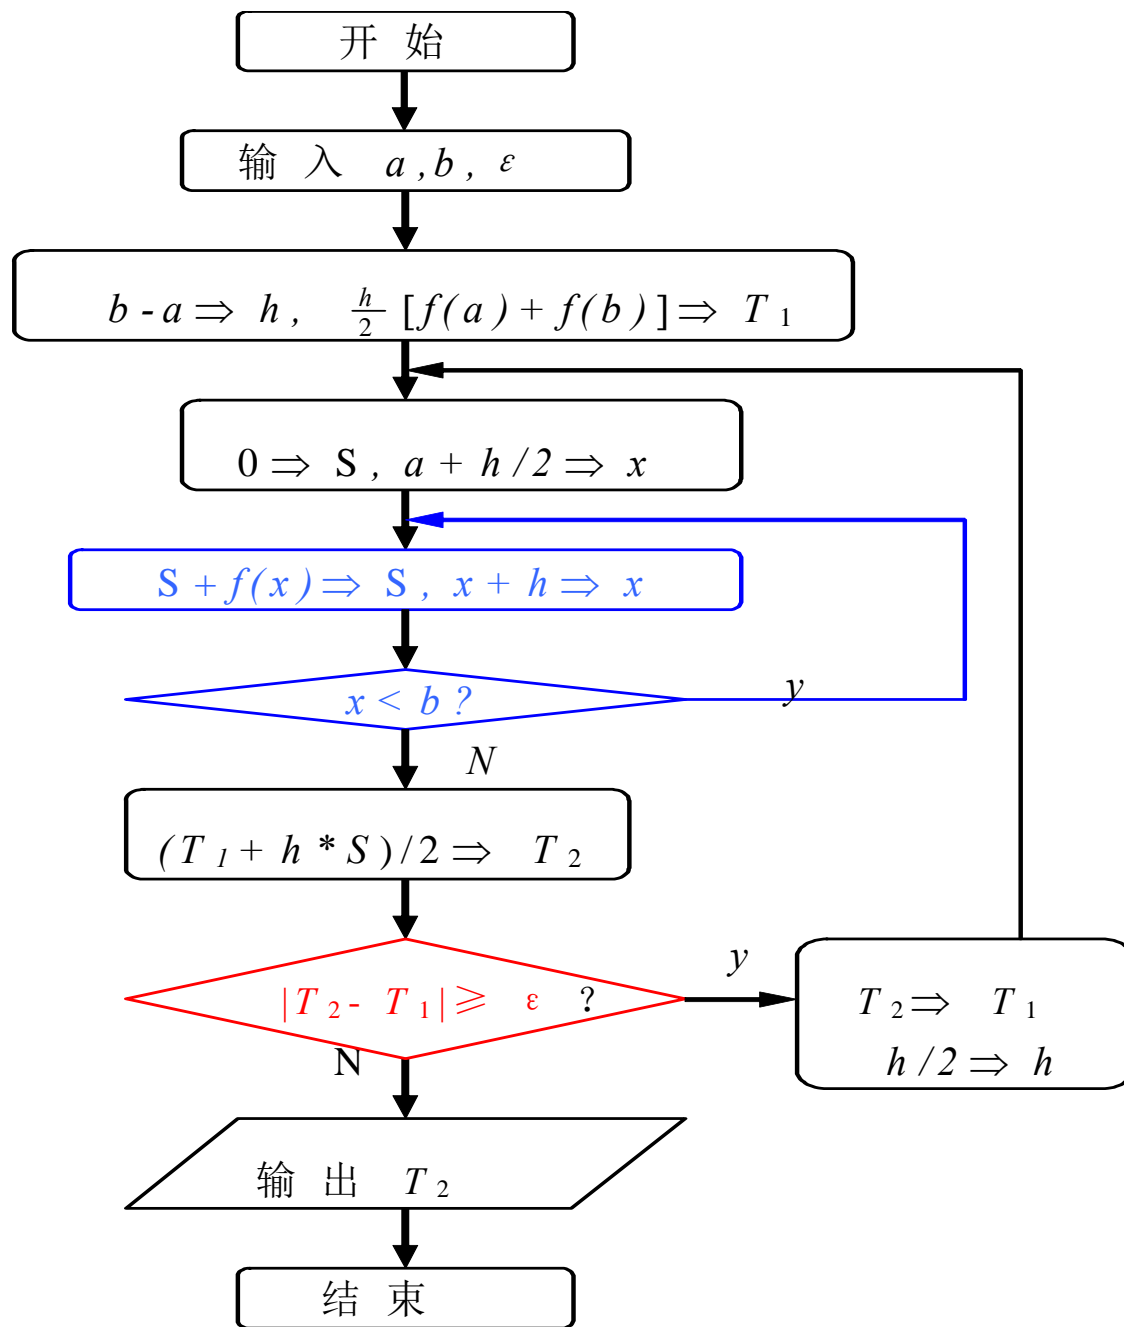 开 始
输 入 a , b , ε
b - a ⇒ h , h/2 [ f(a) + f(b) ] ⇒ T₁
0 ⇒ S , a + h /2 ⇒ x
S + f(x) ⇒ S , x + h ⇒ x
x < b ?
y
N
(T₁ + h * S)/2 ⇒ T₂
|T₂ - T₁| ≥ ε ?
y
N
T₂ ⇒ T₁
h /2 ⇒ h
输 出 T₂
结 束